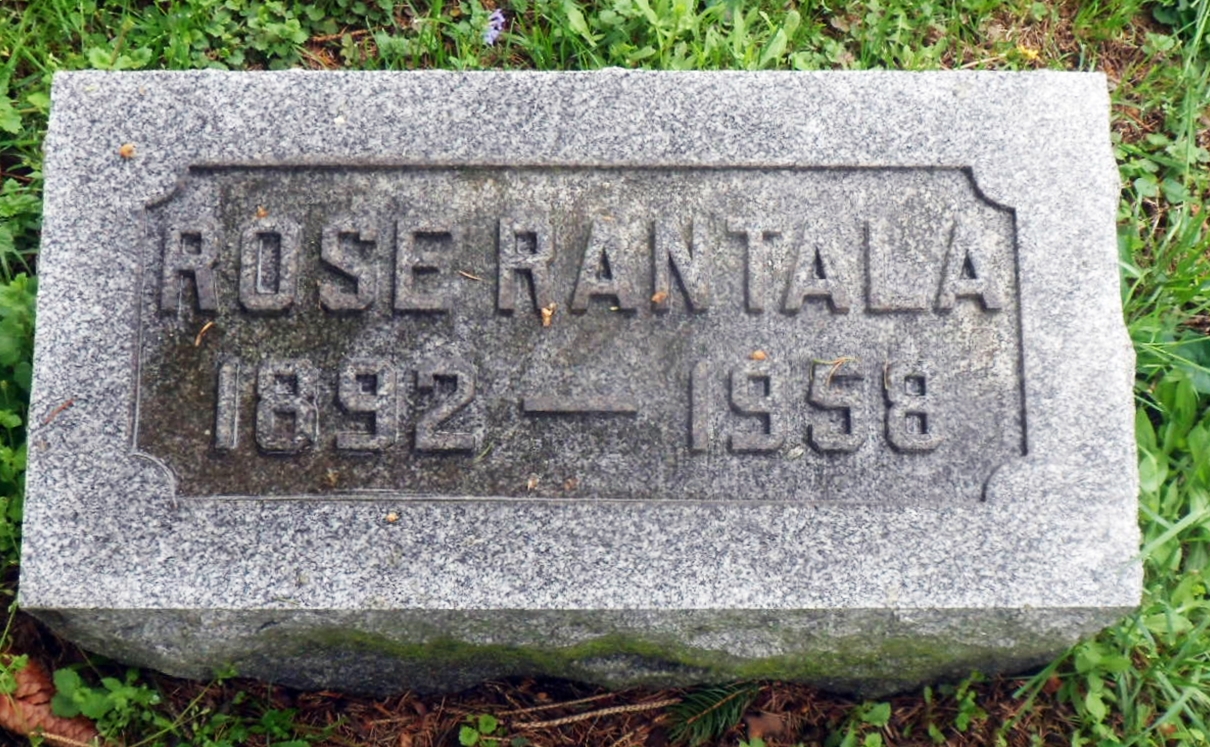 ROSE RANTALA
1892 — 1958